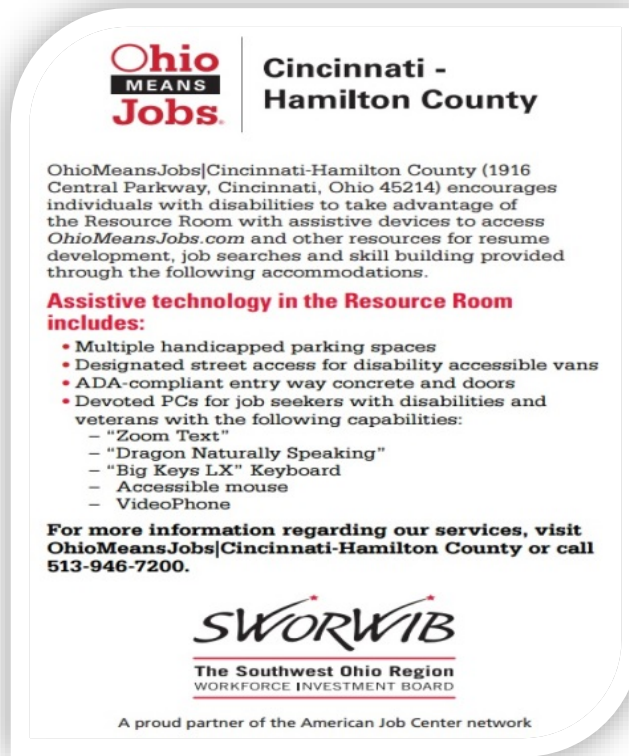 Ohio
MEANS
Jobs.
Cincinnati -
Hamilton County
OhioMeansJobs|Cincinnati-Hamilton County (1916
Central Parkway, Cincinnati, Ohio 45214) encourages
individuals with disabilities to take advantage of
the Resource Room with assistive devices to access
OhioMeansJobs.com and other resources for resume
development, job searches and skill building provided
through the following accommodations.
Assistive technology in the Resource Room
includes:
• Multiple handicapped parking spaces
• Designated street access for disability accessible vans
• ADA-compliant entry way concrete and doors
• Devoted PCs for job seekers with disabilities and
veterans with the following capabilities:
– “Zoom Text”
– “Dragon Naturally Speaking”
– “Big Keys LX” Keyboard
– Accessible mouse
– VideoPhone
For more information regarding our services, visit
OhioMeansJobs|Cincinnati-Hamilton County or call
513-946-7200.
SWORWIB
The Southwest Ohio Region
WORKFORCE INVESTMENT BOARD
A proud partner of the American Job Center network